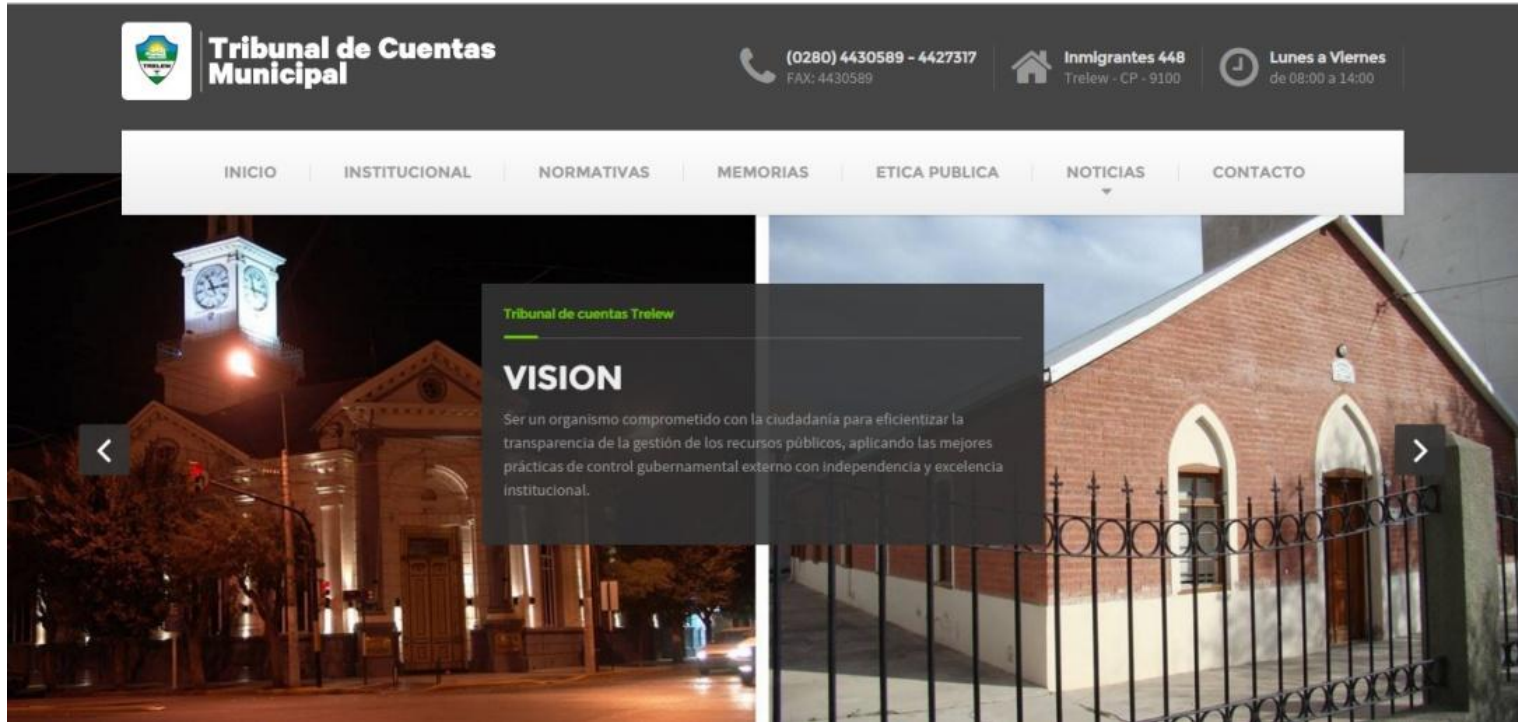 TRELEW
Tribunal de Cuentas
Municipal
(0280) 4430589 - 4427317
FAX: 4430589
Inmigrantes 448
Trelew - CP - 9100
Lunes a Viernes
de 08:00 a 14:00
INICIO
INSTITUCIONAL
NORMATIVAS
MEMORIAS
ETICA PUBLICA
NOTICIAS
CONTACTO
Tribunal de cuentas Trelew
VISION
Ser un organismo comprometido con la ciudadanía para eficientizar la
transparencia de la gestión de los recursos públicos, aplicando las mejores
prácticas de control gubernamental externo con independencia y excelencia
institucional.